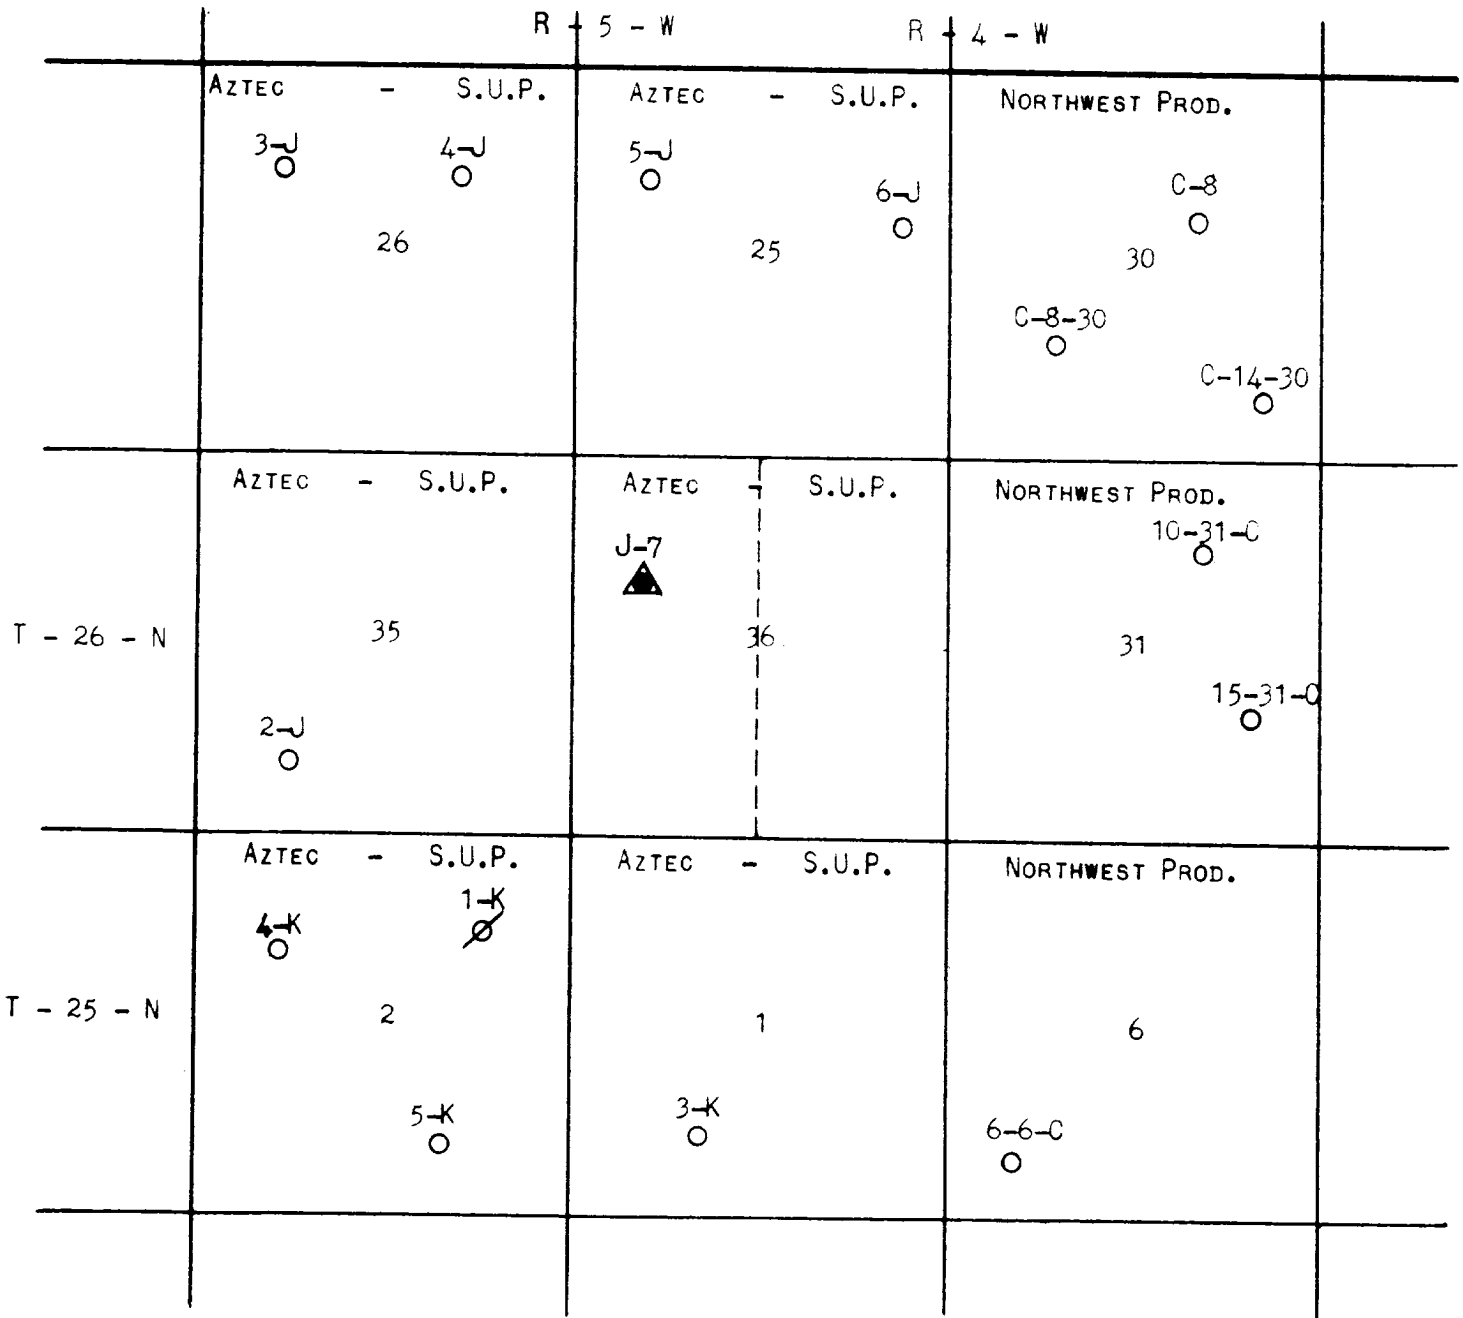 R - 5 - W R - 4 - W
AZTEC - S.U.P. AZTEC - S.U.P. NORTHWEST PROD.
3-J 4-J 5-J 6-J C-8
26 25 30
C-8-30
C-14-30
AZTEC - S.U.P. AZTEC - S.U.P. NORTHWEST PROD.
10-31-C
J-7
T - 26 - N 35 36 31
15-31-C
2-J
AZTEC - S.U.P. AZTEC - S.U.P. NORTHWEST PROD.
4-K 1-K
T - 25 - N 2 1 6
5-K 3-K 6-6-C